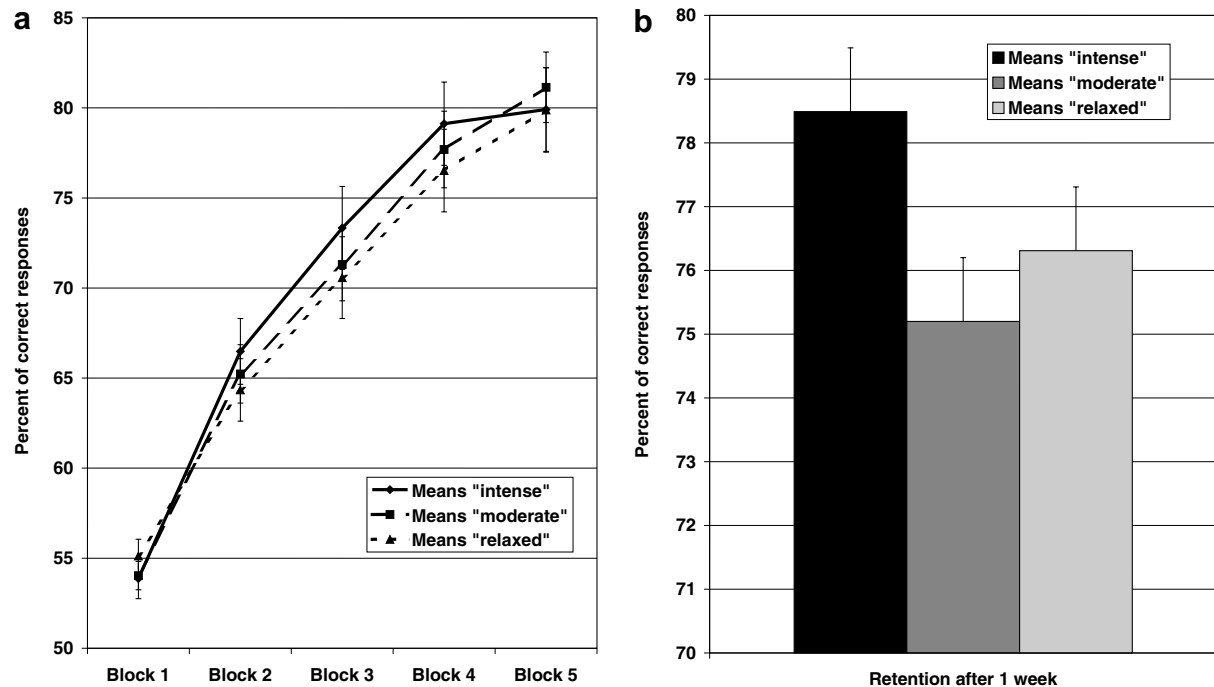 a
Percent of correct responses
85
80
75
70
65
60
55
50
Means "intense"
Means "moderate"
Means "relaxed"
Block 1 Block 2 Block 3 Block 4 Block 5
b
Percent of correct responses
80
79
78
77
76
75
74
73
72
71
70
Means "intense"
Means "moderate"
Means "relaxed"
Retention after 1 week